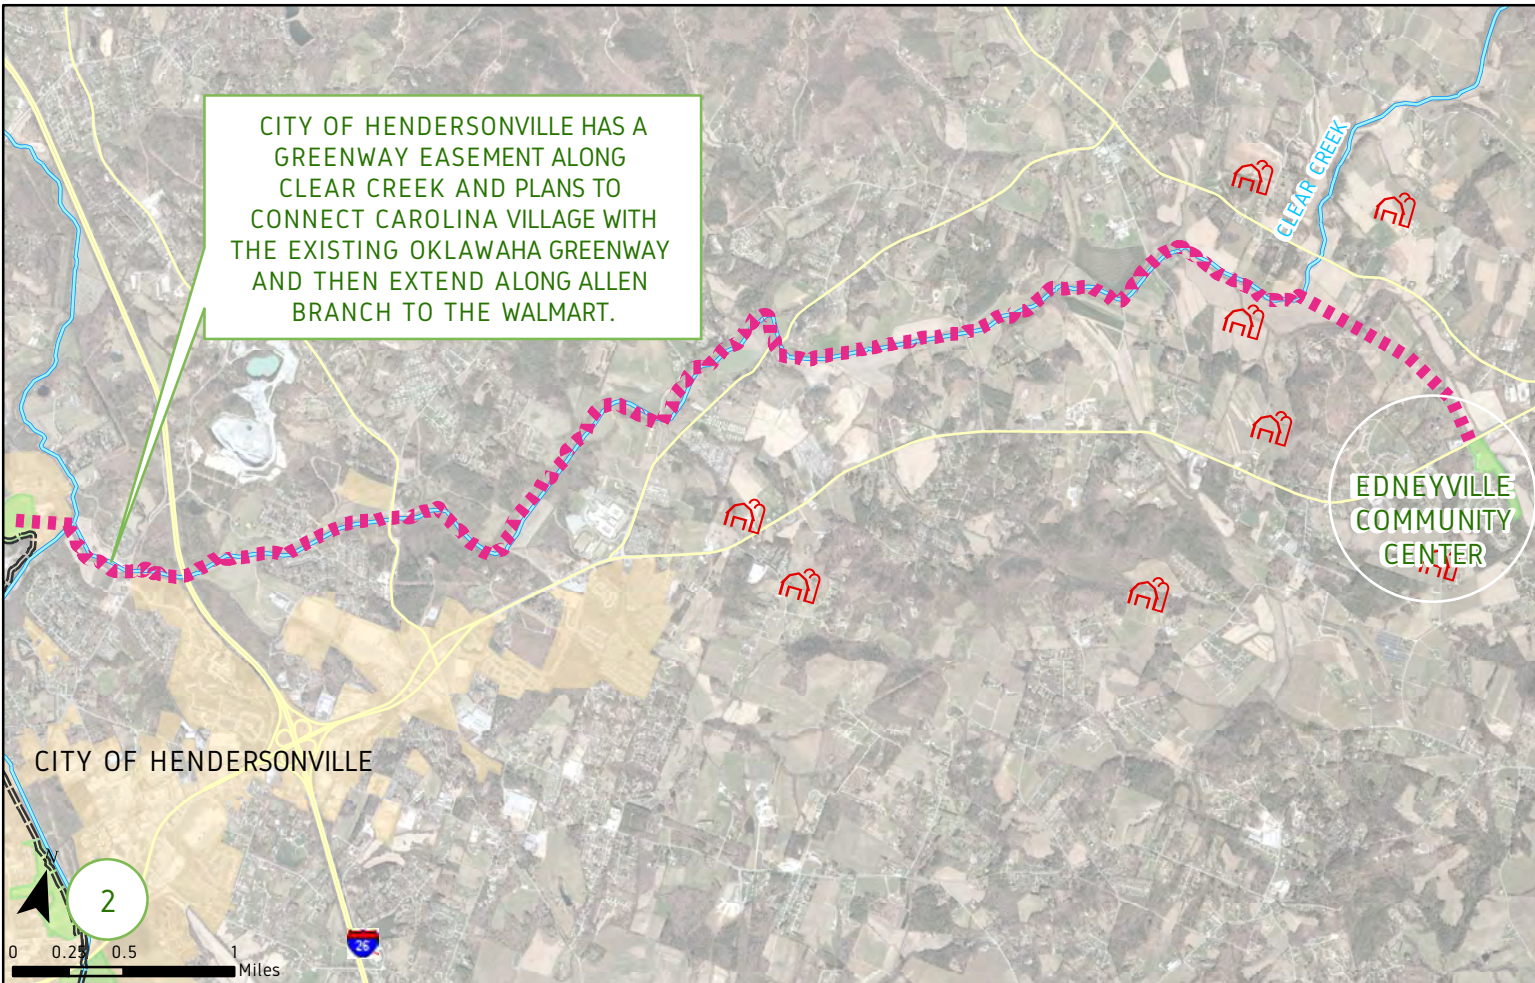 CITY OF HENDERSONVILLE HAS A
GREENWAY EASEMENT ALONG
CLEAR CREEK AND PLANS TO
CONNECT CAROLINA VILLAGE WITH
THE EXISTING OKLAWAHA GREENWAY
AND THEN EXTEND ALONG ALLEN
BRANCH TO THE WALMART.
CLEAR CREEK
EDNEYVILLE
COMMUNITY
CENTER
CITY OF HENDERSONVILLE
N
2
26
0 0.25 0.5 1
Miles